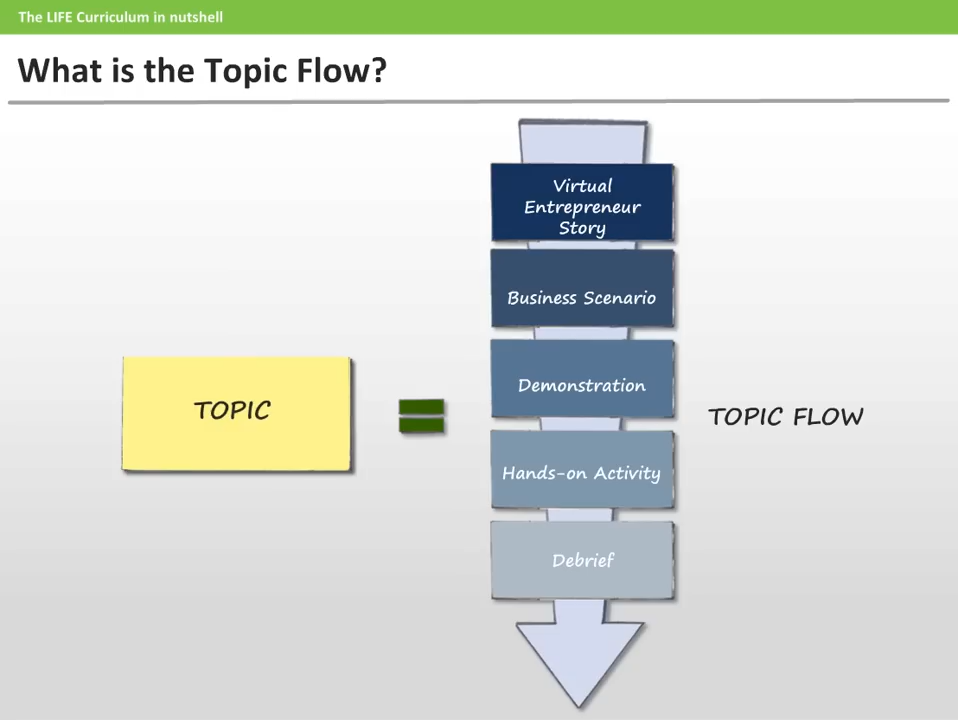 The LIFE Curriculum in nutshell
What is the Topic Flow?
Virtual
Entrepreneur
Story
Business Scenario
Demonstration
TOPIC
TOPIC FLOW
Hands-on Activity
Debrief